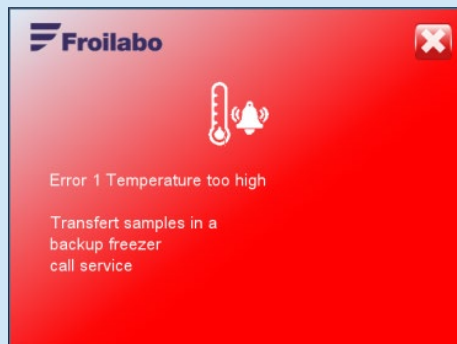 Froilabo
Error 1 Temperature too high
Transfert samples in a
backup freezer
call service